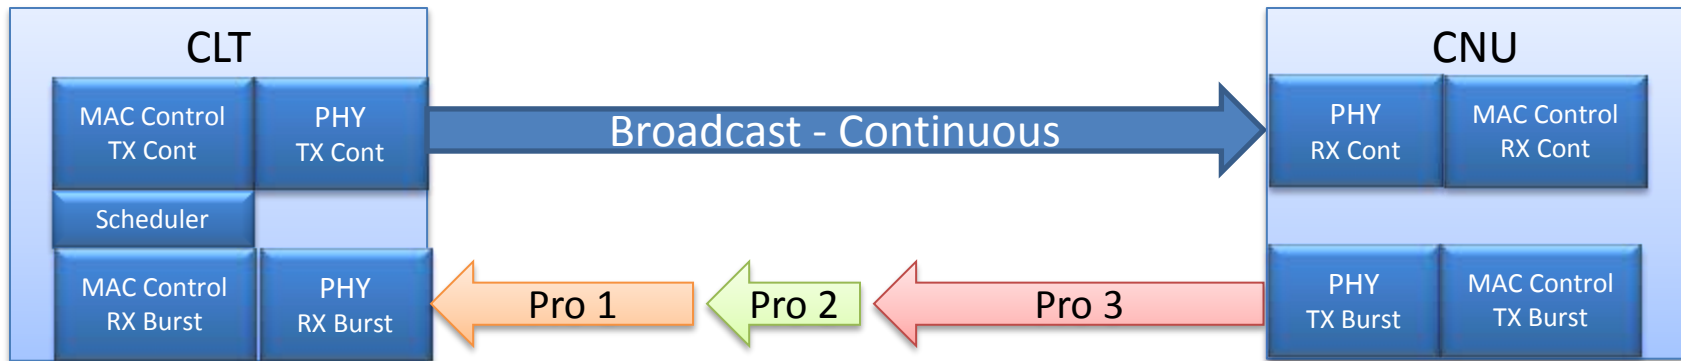 CLT
MAC Control
TX Cont
PHY
TX Cont
Scheduler
MAC Control
RX Burst
PHY
RX Burst
Broadcast - Continuous
Pro 1
Pro 2
Pro 3
CNU
PHY
RX Cont
MAC Control
RX Cont
PHY
TX Burst
MAC Control
TX Burst